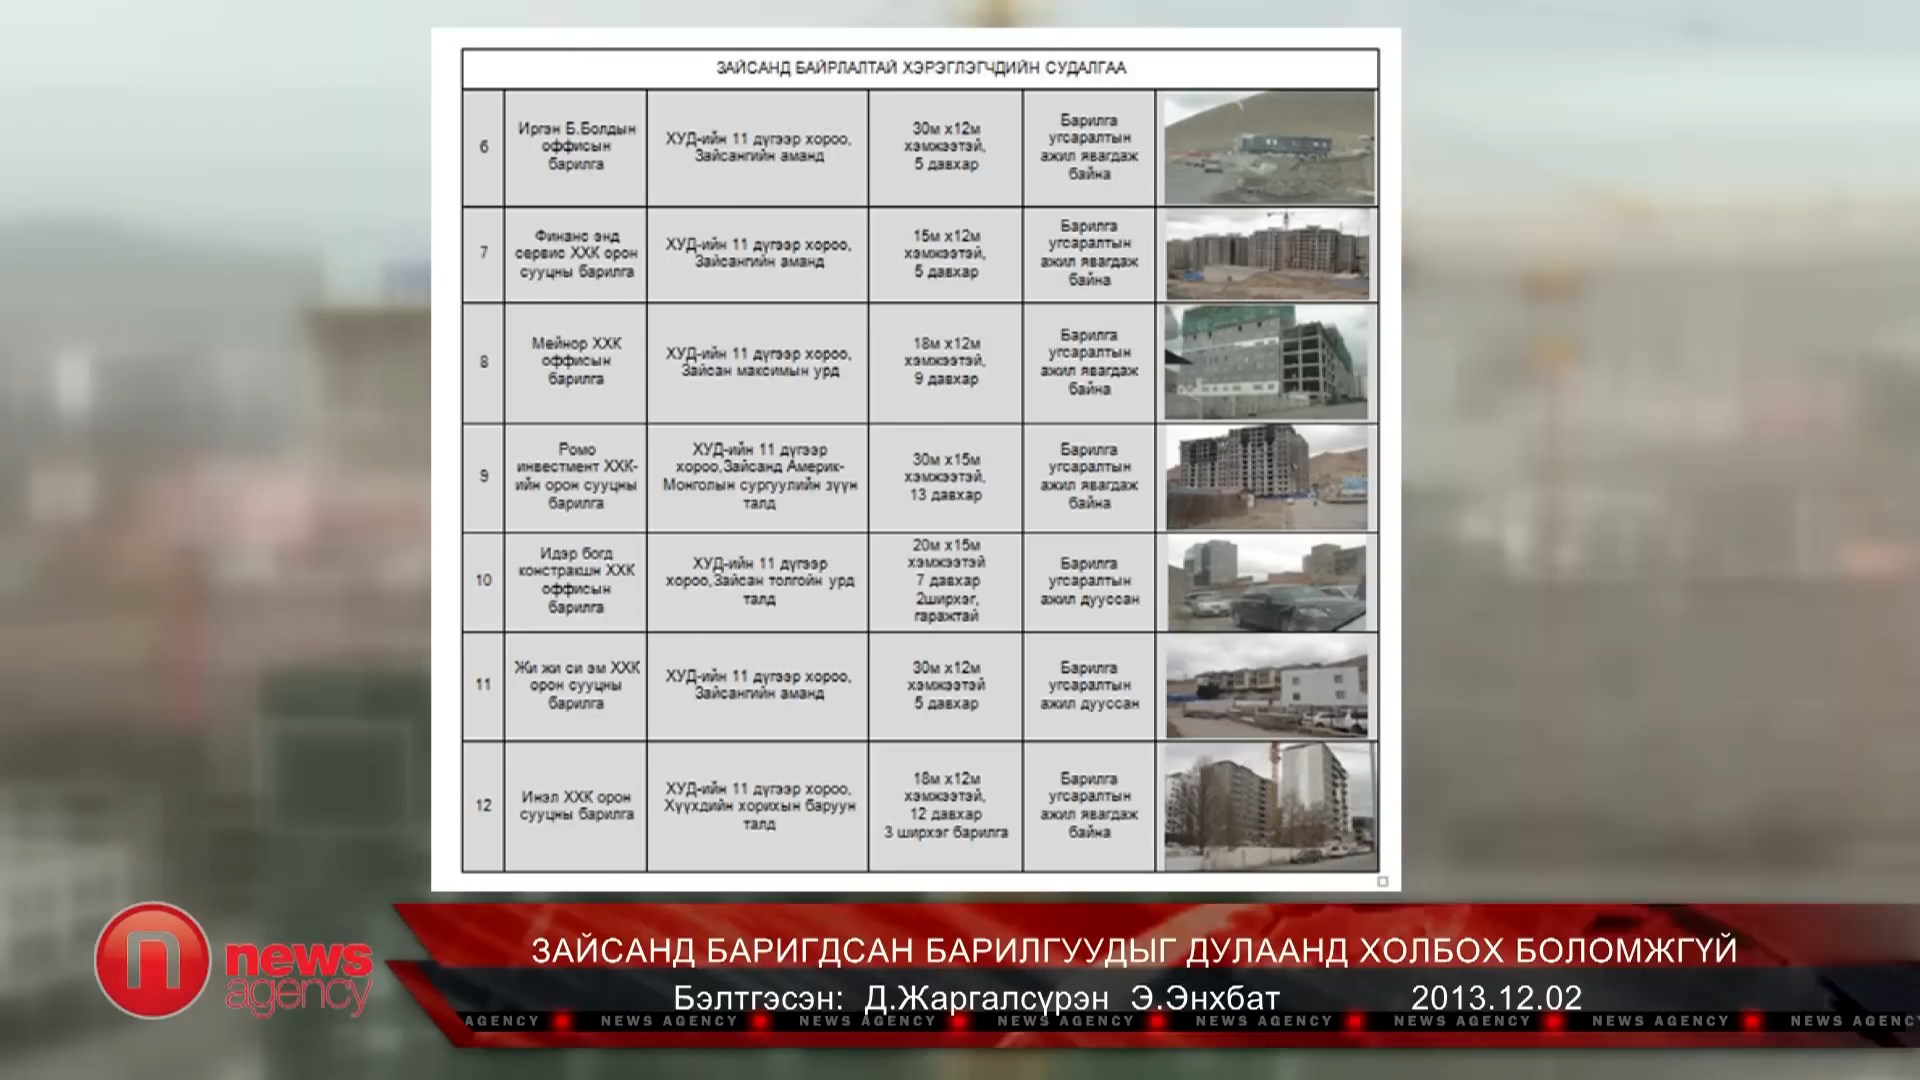 ЗАЙСАНД БАЙРЛАЛТАЙ ХЭРЭГЛЭГЧДИЙН СУДАЛГАА
6
Иргэн Б.Болдын
оффисын
барилга
ХУД-ийн 11 дүгээр хороо,
Зайсангийн аманд
30м х12м
хэмжээтэй,
5 давхар
Барилга
угсаралтын
ажил явагдаж
байна
7
Финанс энд
сервис ХХК орон
сууцны барилга
ХУД-ийн 11 дүгээр хороо,
Зайсангийн аманд
15м х12м
хэмжээтэй,
5 давхар
Барилга
угсаралтын
ажил явагдаж
байна
8
Мейнор ХХК
оффисын
барилга
ХУД-ийн 11 дүгээр хороо,
Зайсан максимын урд
18м х12м
хэмжээтэй,
9 давхар
Барилга
угсаралтын
ажил явагдаж
байна
9
Ромо
инвестмент ХХК-
ийн орон сууцны
барилга
ХУД-ийн 11 дүгээр
хороо,Зайсанд Америк-
Монголын сургуулийн зүүн
талд
30м х15м
хэмжээтэй,
13 давхар
Барилга
угсаралтын
ажил явагдаж
байна
10
Идэр богд
констракшн ХХК
оффисын
барилга
ХУД-ийн 11 дүгээр
хороо,Зайсан толгойн урд
талд
20м х15м
хэмжээтэй
7 давхар
2ширхэг,
гаражтай
Барилга
угсаралтын
ажил дууссан
11
Жи жи си эм ХХК
орон сууцны
барилга
ХУД-ийн 11 дүгээр хороо,
Зайсангийн аманд
30м х12м
хэмжээтэй
5 давхар
Барилга
угсаралтын
ажил дууссан
12
Инэл ХХК орон
сууцны барилга
ХУД-ийн 11 дүгээр хороо,
Хүүхдийн хорихын баруун
талд
18м х12м
хэмжээтэй,
12 давхар
3 ширхэг барилга
Барилга
угсаралтын
ажил явагдаж
байна
n news
agency
ЗАЙСАНД БАРИГДСАН БАРИЛГУУДЫГ ДУЛААНД ХОЛБОХ БОЛОМЖГҮЙ
Бэлтгэсэн: Д.Жаргалсүрэн Э.Энхбат 2013.12.02
AGENCY NEWS AGENCY NEWS AGENCY NEWS AGENCY NEWS AGENCY NEWS AGENCY NEWS AGENCY NEWS AGENC